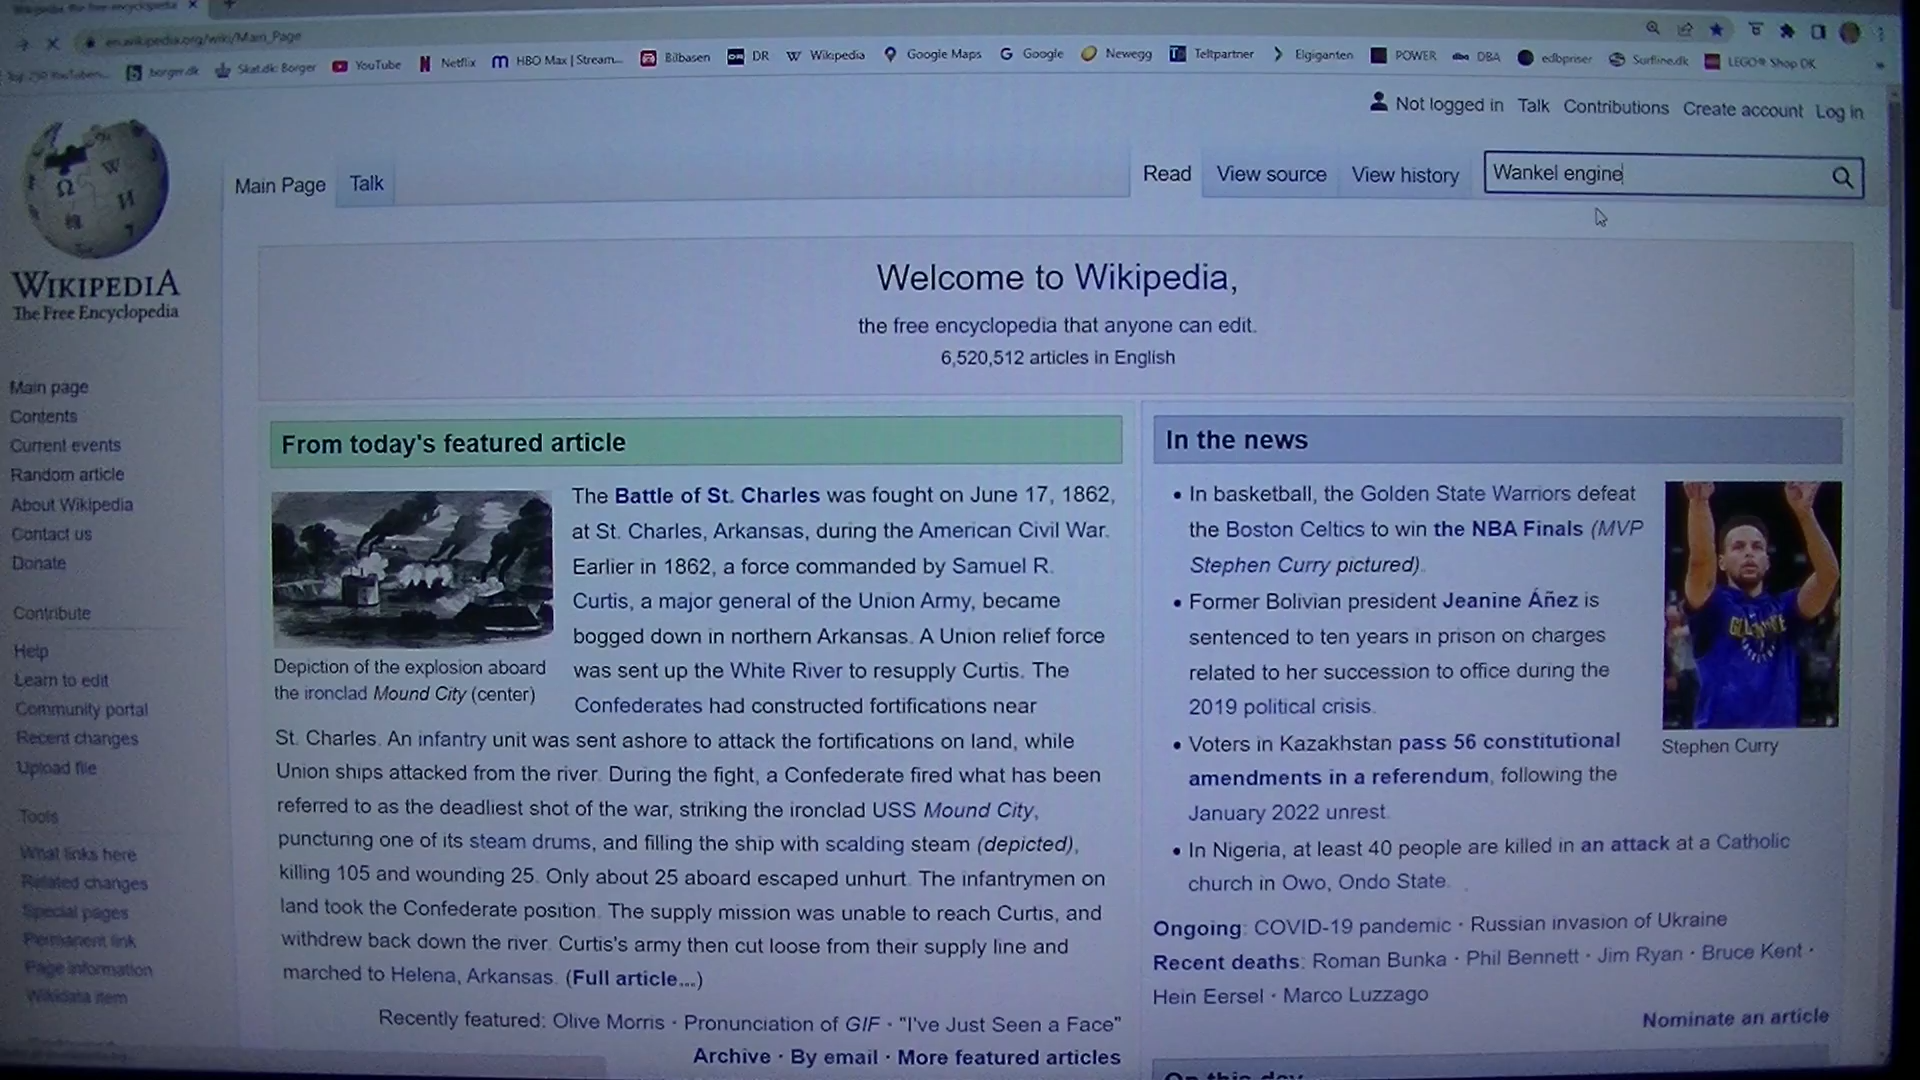 Wikipedia, the free encyclopedia
en.wikipedia.org/wiki/Main_Page
borger.dk Skat.dk: Borger YouTube Netflix HBO Max | Stream... Bilbasen DR Wikipedia Google Maps Google Newegg Teltpartner Elgiganten POWER DBA edbpriser Surfline.dk LEGO® Shop DK »
Not logged in Talk Contributions Create account Log in
Main Page Talk Read View source View history Wankel engine
WIKIPEDIA
The Free Encyclopedia
Main page
Contents
Current events
Random article
About Wikipedia
Contact us
Donate
Contribute
Help
Learn to edit
Community portal
Recent changes
Upload file
Tools
What links here
Related changes
Special pages
Permanent link
Page information
Wikidata item
Welcome to Wikipedia,
the free encyclopedia that anyone can edit.
6,520,512 articles in English
From today's featured article
The Battle of St. Charles was fought on June 17, 1862,
at St. Charles, Arkansas, during the American Civil War.
Earlier in 1862, a force commanded by Samuel R.
Curtis, a major general of the Union Army, became
bogged down in northern Arkansas. A Union relief force
was sent up the White River to resupply Curtis. The
Confederates had constructed fortifications near
Depiction of the explosion aboard
the ironclad Mound City (center)
St. Charles. An infantry unit was sent ashore to attack the fortifications on land, while
Union ships attacked from the river. During the fight, a Confederate fired what has been
referred to as the deadliest shot of the war, striking the ironclad USS Mound City,
puncturing one of its steam drums, and filling the ship with scalding steam (depicted),
killing 105 and wounding 25. Only about 25 aboard escaped unhurt. The infantrymen on
land took the Confederate position. The supply mission was unable to reach Curtis, and
withdrew back down the river. Curtis's army then cut loose from their supply line and
marched to Helena, Arkansas. (Full article...)
Recently featured: Olive Morris · Pronunciation of GIF · "I've Just Seen a Face"
Archive · By email · More featured articles
In the news
• In basketball, the Golden State Warriors defeat
the Boston Celtics to win the NBA Finals (MVP
Stephen Curry pictured).
• Former Bolivian president Jeanine Áñez is
sentenced to ten years in prison on charges
related to her succession to office during the
2019 political crisis.
• Voters in Kazakhstan pass 56 constitutional
amendments in a referendum, following the
January 2022 unrest.
• In Nigeria, at least 40 people are killed in an attack at a Catholic
church in Owo, Ondo State.
Stephen Curry
Ongoing: COVID-19 pandemic · Russian invasion of Ukraine
Recent deaths: Roman Bunka · Phil Bennett · Jim Ryan · Bruce Kent ·
Hein Eersel · Marco Luzzago
Nominate an article
On this day